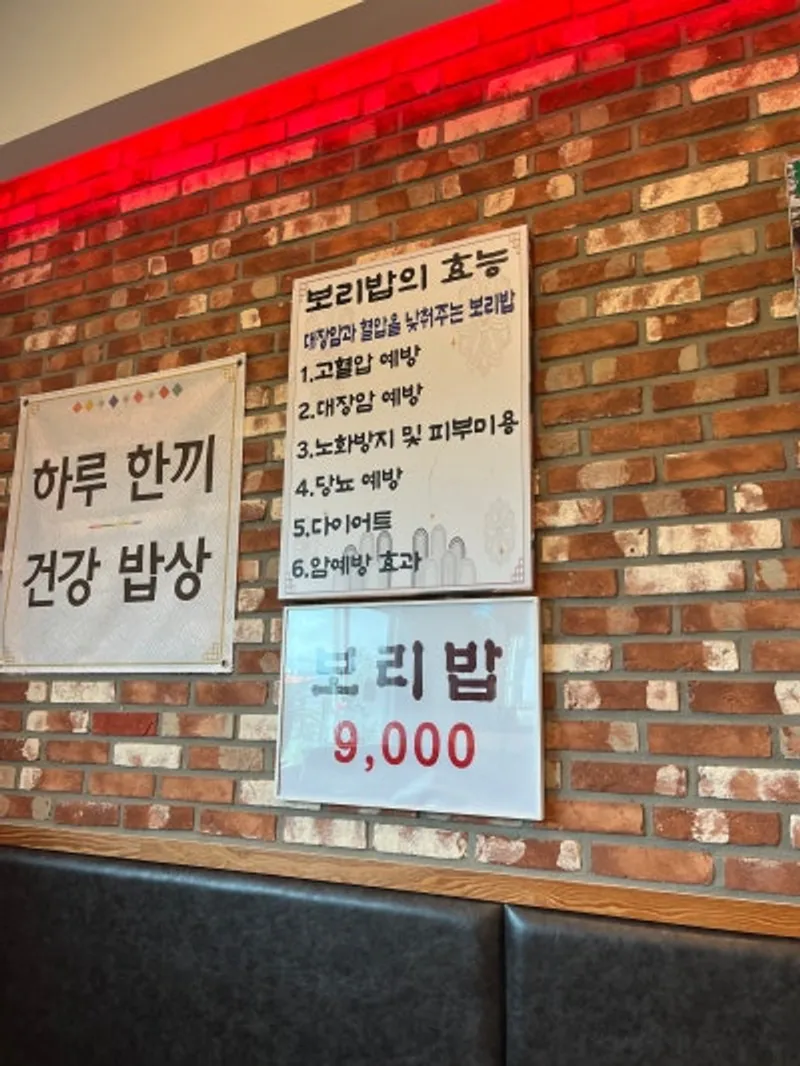 하루 한끼
건강 밥상
보리밥의 효능
대장암과 혈압을 낮춰주는 보리밥
1.고혈압 예방
2.대장암 예방
3.노화방지 및 피부미용
4.당뇨 예방
5.다이어트
6.암예방 효과
보리밥
9,000